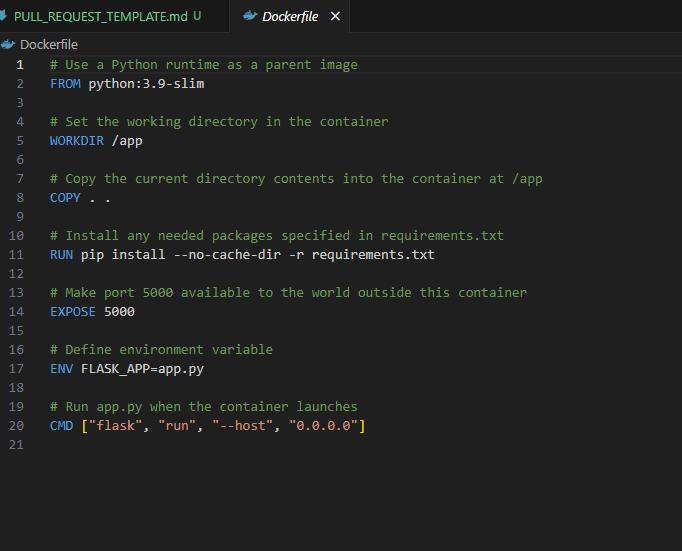 PULL_REQUEST_TEMPLATE.md U
Dockerfile
Dockerfile
1 # Use a Python runtime as a parent image
2 FROM python:3.9-slim
3
4 # Set the working directory in the container
5 WORKDIR /app
6
7 # Copy the current directory contents into the container at /app
8 COPY . .
9
10 # Install any needed packages specified in requirements.txt
11 RUN pip install --no-cache-dir -r requirements.txt
12
13 # Make port 5000 available to the world outside this container
14 EXPOSE 5000
15
16 # Define environment variable
17 ENV FLASK_APP=app.py
18
19 # Run app.py when the container launches
20 CMD ["flask", "run", "--host", "0.0.0.0"]
21